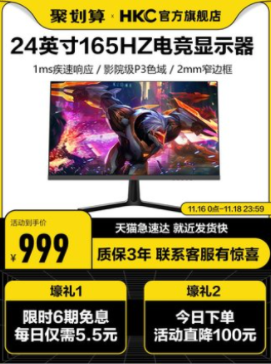 聚划算 HKC 官方旗舰店
24英寸165HZ电竞显示器
1ms疾速响应 / 影院级P3色域 / 2mm窄边框
11.16 0点-11.18 23:59
活动到手价
¥999
天猫急速达 就近发货快
质保3年 联系客服有惊喜
壕礼1
限时6期免息
每日仅需5.5元
壕礼2
今日下单
活动直降100元